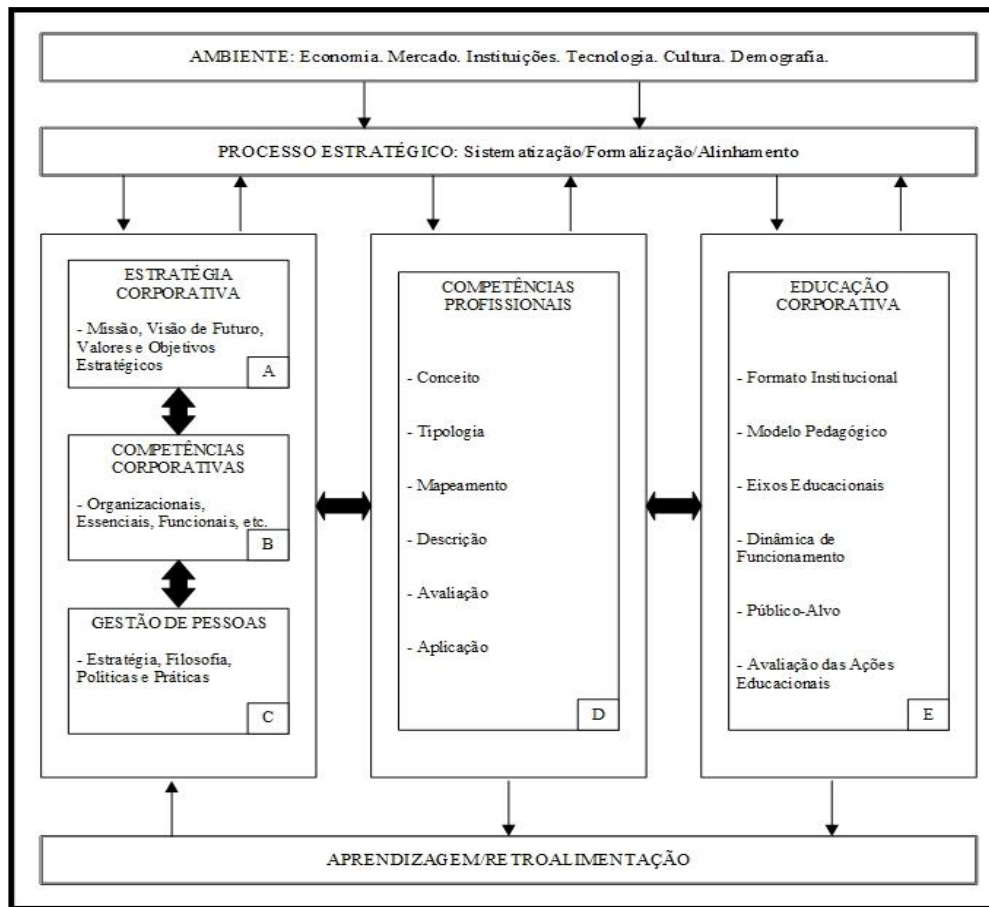 AMBIENTE: Economia. Mercado. Instituições. Tecnologia. Cultura. Demografia.
PROCESSO ESTRATÉGICO: Sistematização/Formalização/Alinhamento
ESTRATÉGIA
CORPORATIVA
- Missão, Visão de Futuro,
Valores e Objetivos
Estratégicos
A
COMPETÊNCIAS
CORPORATIVAS
- Organizacionais,
Essenciais, Funcionais, etc.
B
GESTÃO DE PESSOAS
- Estratégia, Filosofia,
Políticas e Práticas
C
COMPETÊNCIAS
PROFISSIONAIS
- Conceito
- Tipologia
- Mapeamento
- Descrição
- Avaliação
- Aplicação
D
EDUCAÇÃO
CORPORATIVA
- Formato Institucional
- Modelo Pedagógico
- Eixos Educacionais
- Dinâmica de
Funcionamento
- Público-Alvo
- Avaliação das Ações
Educacionais
E
APRENDIZAGEM/RETROALIMENTAÇÃO